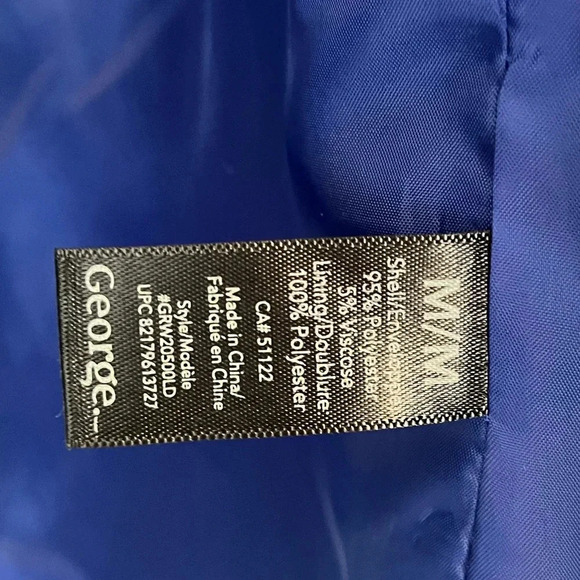 M/M
Shell/Enveloppe:
95% Polyester
5% Viscose
Lining/Doublure:
100% Polyester
CA# 51122
Made in China/
Fabriqué en Chine
Style/Modèle
#GRW20500LD
UPC 82179613727
George.